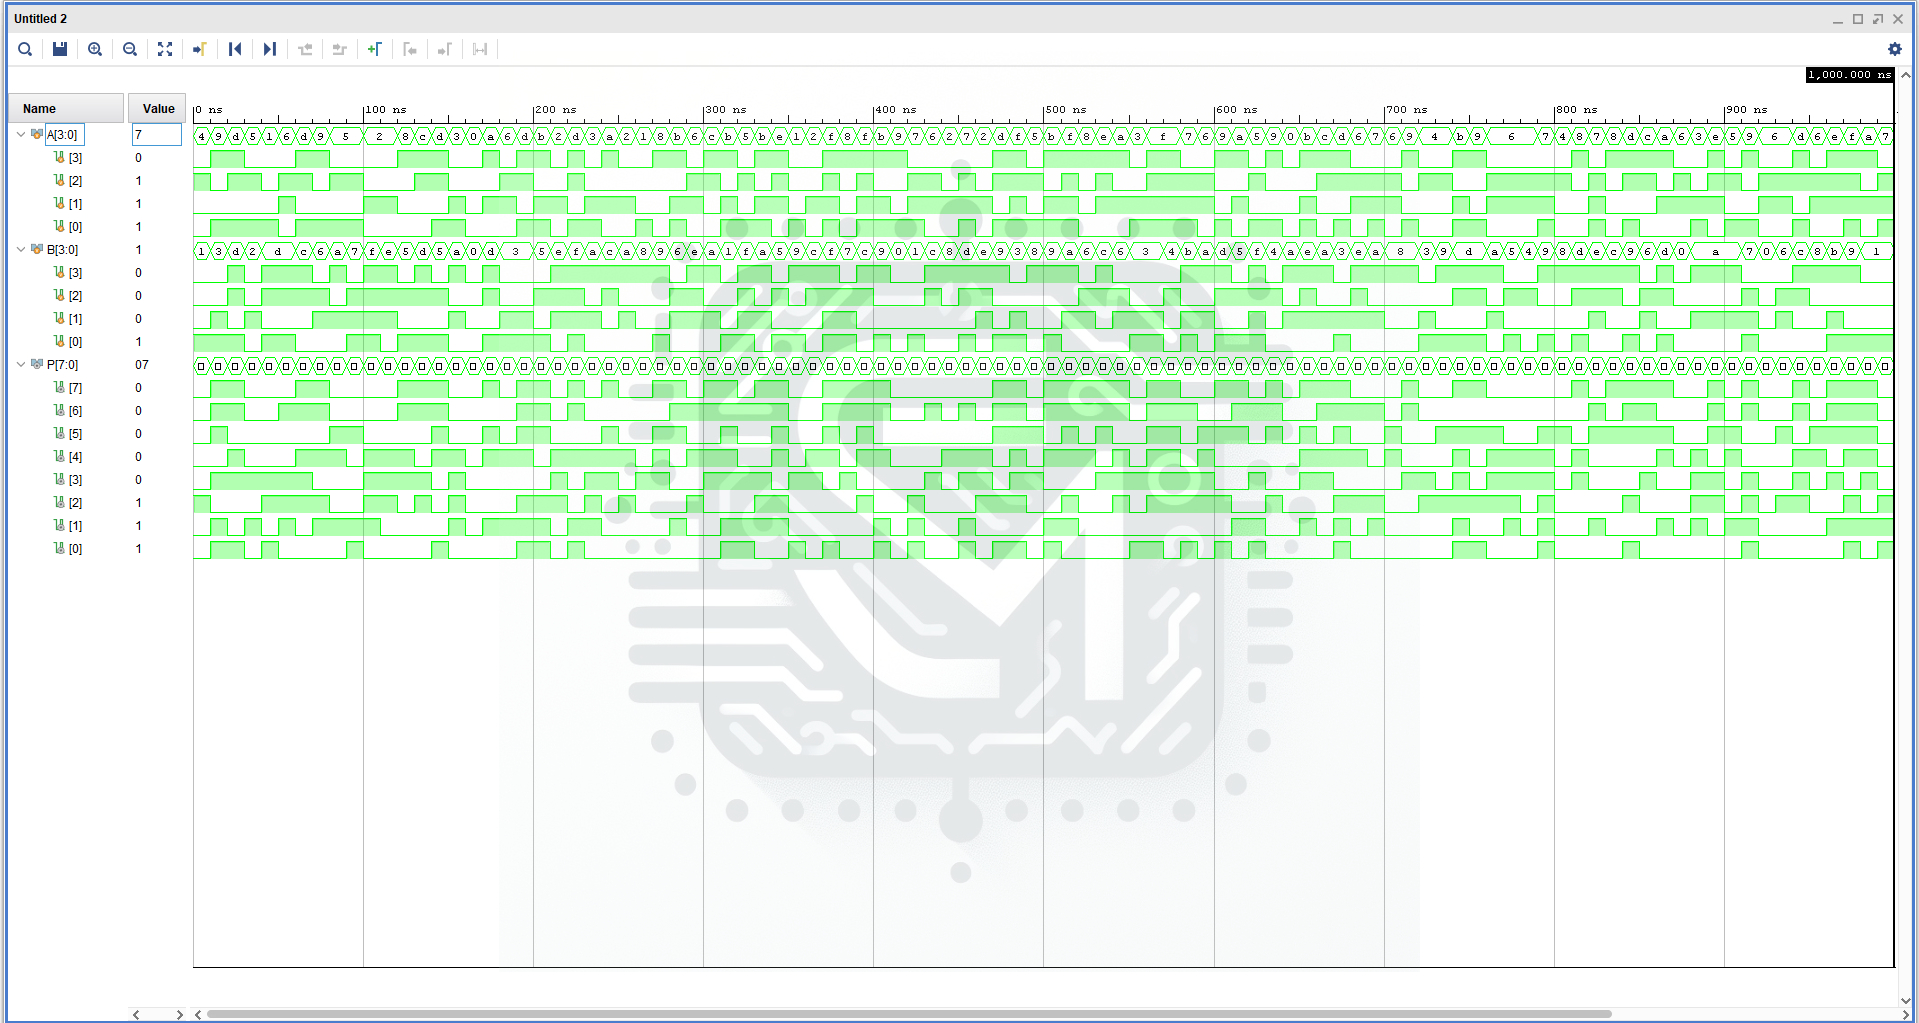 Untitled 2
1,000.000 ns
Name Value
0 ns 100 ns 200 ns 300 ns 400 ns 500 ns 600 ns 700 ns 800 ns 900 ns
A[3:0] 7 4 9 d 5 1 6 d 9 5 2 8 c d 3 0 a 6 d b 2 d 3 a 2 1 8 b 6 c b 5 b e 1 2 f 8 f b 9 7 6 2 7 2 d f 5 b f 8 e a 3 f 7 6 9 a 5 9 0 b c d 6 7 6 9 4 b 9 6 7 4 8 7 8 d c a 6 3 e 5 9 6 d 6 e f a 7
[3] 0
[2] 1
[1] 1
[0] 1
B[3:0] 1 1 3 d 2 d c 6 a 7 f e 5 d 5 a 0 d 3 5 e f a c a 8 9 6 e a 1 f a 5 9 c f 7 c 9 0 1 c 8 d e 9 3 8 9 a 6 c 6 3 4 b a d 5 f 4 a e a 3 e a 8 3 9 d a 5 4 9 8 d e c 9 6 d 0 a 7 0 6 c 8 b 9 1
[3] 0
[2] 0
[1] 0
[0] 1
P[7:0] 07
[7] 0
[6] 0
[5] 0
[4] 0
[3] 0
[2] 1
[1] 1
[0] 1